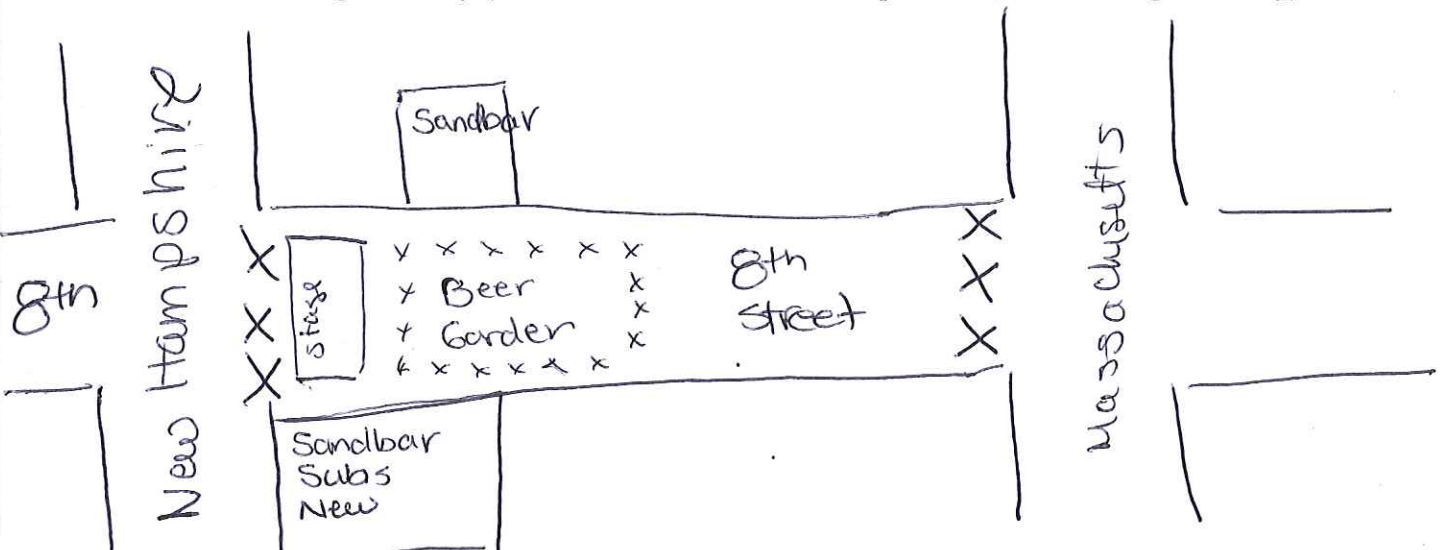 Sandbar
8th
New Hampshire
Stage
Beer
Garden
8th
street
Massachusetts
Sandbar
Subs
New